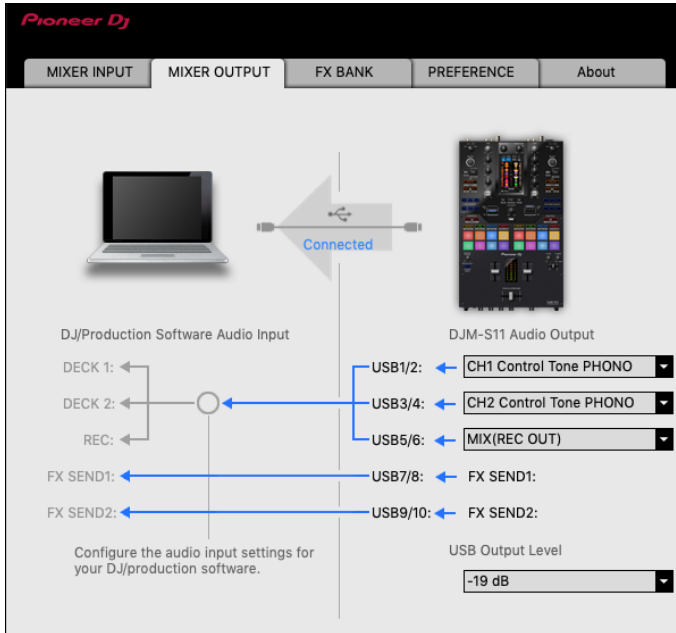 Pioneer Dj
MIXER INPUT
MIXER OUTPUT
FX BANK
PREFERENCE
About
Connected
DJ/Production Software Audio Input
DJM-S11 Audio Output
DECK 1:
USB1/2:
CH1 Control Tone PHONO
DECK 2:
USB3/4:
CH2 Control Tone PHONO
REC:
USB5/6:
MIX(REC OUT)
FX SEND1:
USB7/8:
FX SEND1:
FX SEND2:
USB9/10:
FX SEND2:
Configure the audio input settings for
your DJ/production software.
USB Output Level
-19 dB